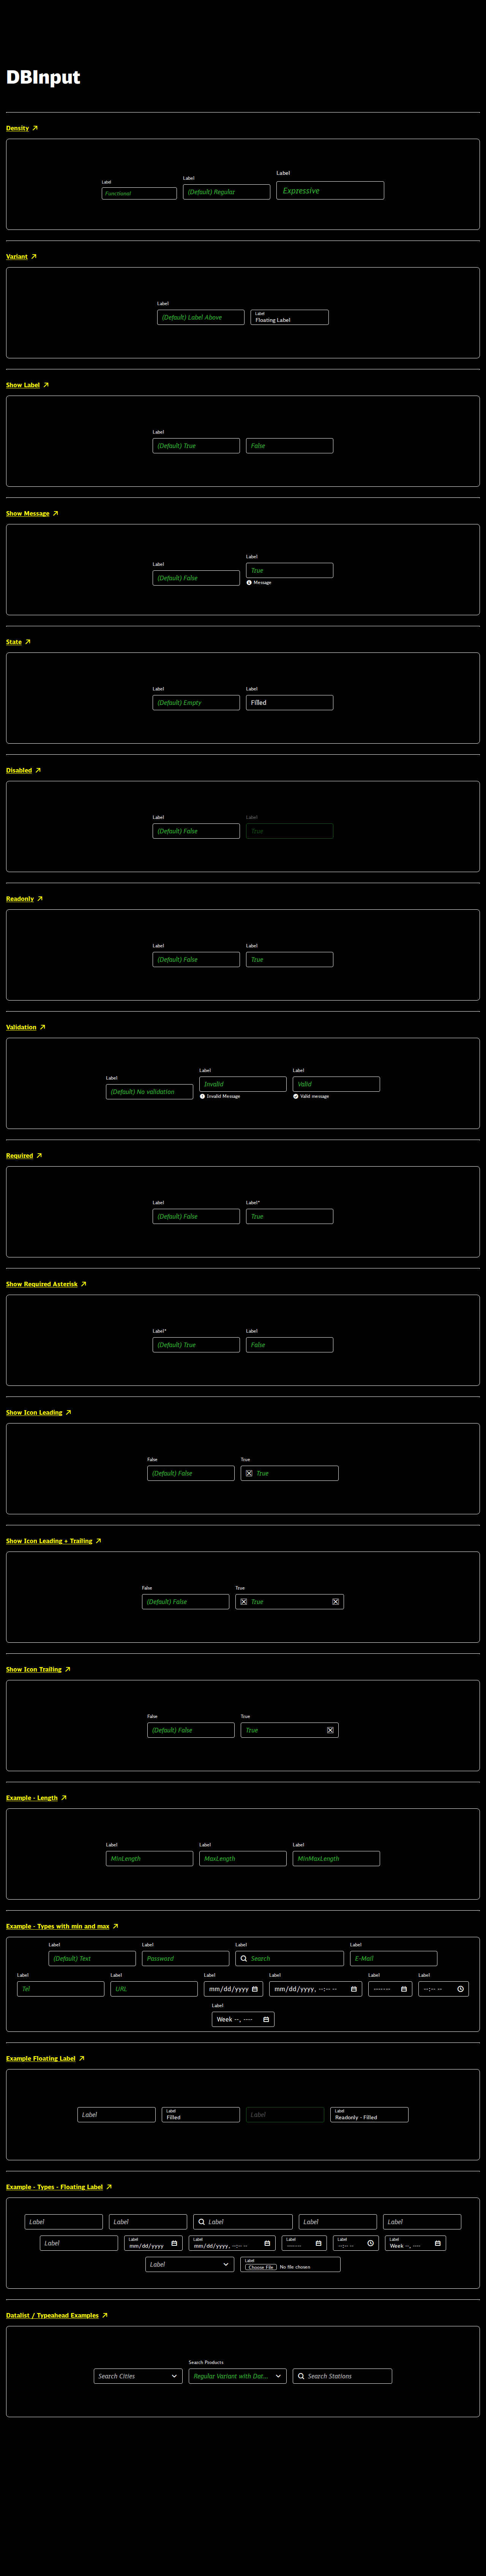 DBInput
Density
Label
Label
Label
Functional
(Default) Regular
Expressive
Variant
Label
(Default) Label Above
Label
Floating Label
Show Label
Label
(Default) True
False
Show Message
Label
Label
(Default) False
True
Message
State
Label
Label
(Default) Empty
Filled
Disabled
Label
Label
(Default) False
True
Readonly
Label
Label
(Default) False
True
Validation
Label
Label
Label
(Default) No validation
Invalid
Valid
Invalid Message
Valid message
Required
Label
Label*
(Default) False
True
Show Required Asterisk
Label*
Label
(Default) True
False
Show Icon Leading
False
True
(Default) False
True
Show Icon Leading + Trailing
False
True
(Default) False
True
Show Icon Trailing
False
True
(Default) False
True
Example - Length
Label
Label
Label
MinLength
MaxLength
MinMaxLength
Example - Types with min and max
Label
Label
Label
Label
(Default) Text
Password
Search
E-Mail
Label
Label
Label
Label
Label
Label
Tel
URL
mm/dd/yyyy
mm/dd/yyyy, --:-- --
-------
--:-- --
Label
Week --, ----
Example Floating Label
Label
Label
Filled
Label
Label
Readonly - Filled
Example - Types - Floating Label
Label
Label
Label
Label
Label
Label
Label
mm/dd/yyyy
Label
mm/dd/yyyy, --:-- --
Label
-------
Label
--:-- --
Label
Week --, ----
Label
Label
Choose File No file chosen
Datalist / Typeahead Examples
Search Products
Search Cities
Regular Variant with Dat...
Search Stations